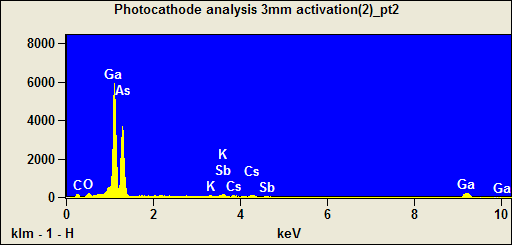 Photocathode analysis 3mm activation(2)_pt2
8000
6000
4000
2000
0
Ga
As
C O
K
Sb
K
Cs
Cs
Sb
Ga
Ga
0 2 4 6 8 10
klm - 1 - H
keV